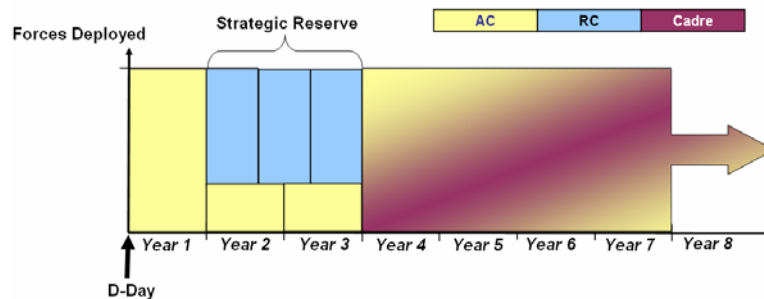 Strategic Reserve
AC RC Cadre
Forces Deployed
Year 1 Year 2 Year 3 Year 4 Year 5 Year 6 Year 7 Year 8
D-Day